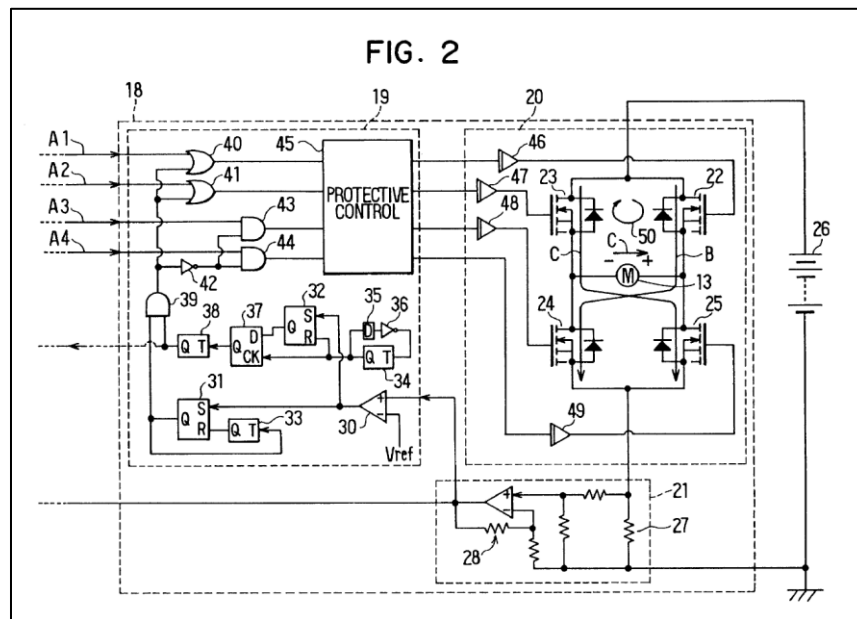 FIG. 2
18
19
20
A1
40
45
46
A2
41
47
23
22
A3
43
PROTECTIVE
CONTROL
48
A4
44
50
26
C
C
B
- +
M
13
42
39
38
37
32
35
36
24
25
Q T
Q D
CK
Q S
R
D
Q T
34
31
33
30
49
Q S
R
Q T
+
-
Vref
21
+
-
27
28